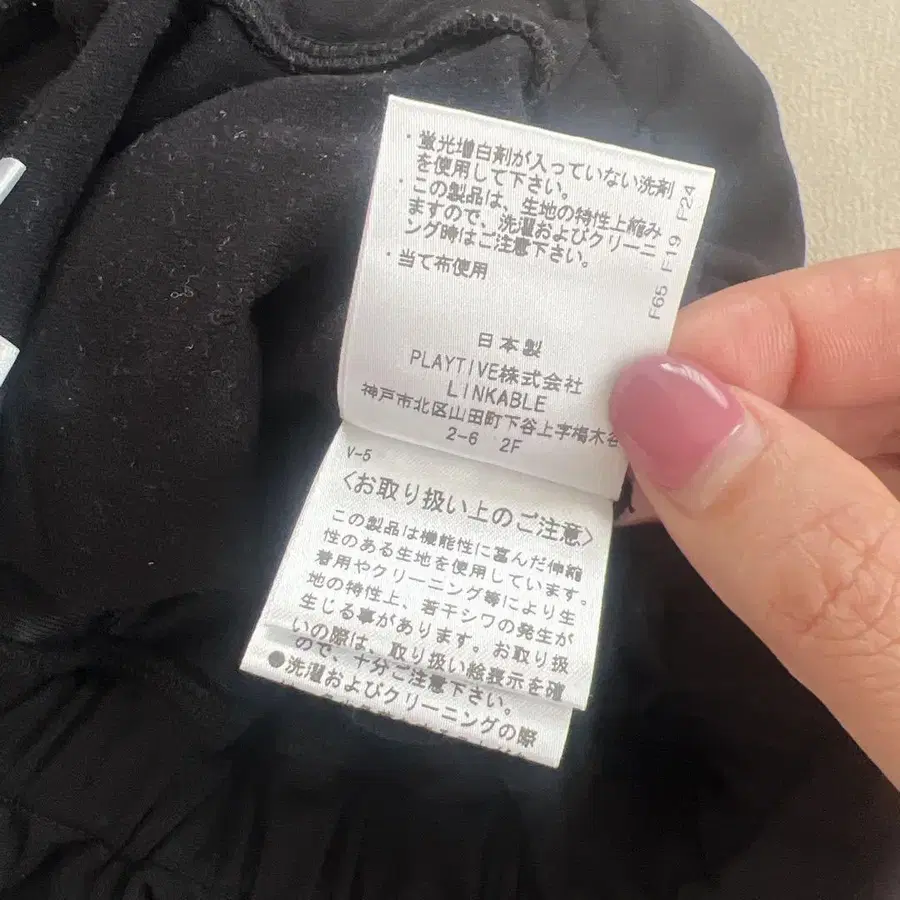 ・蛍光増白剤が入っていない洗剤
を使用して下さい。
・この製品は、生地の特性上縮み
ますので、洗濯およびクリーニ
ング時はご注意下さい。
・当て布使用
F65 F19 F24
日本製
PLAYTIVE株式会社
LINKABLE
神戸市北区山田町下谷上字梅木谷
2-6 2F
V-5
〈お取り扱い上のご注意〉
この製品は機能性に富んだ伸縮
性のある生地を使用しています。
着用やクリーニング等により生
地の特性上、若干シワの発生が
生じる事があります。お取り扱
いの際は、取り扱い絵表示を確
ので、十分ご注意下さい。
●洗濯およびクリーニングの際